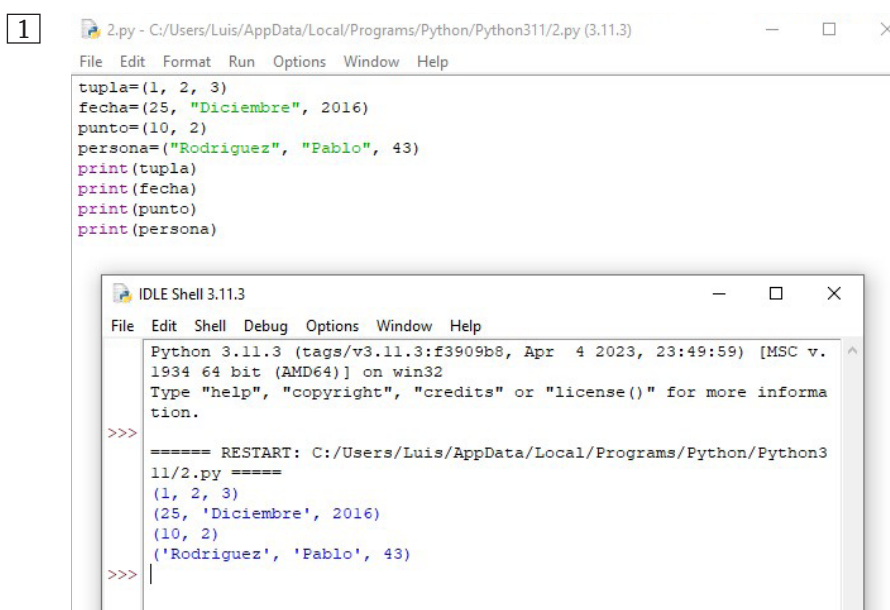 1
2.py - C:/Users/Luis/AppData/Local/Programs/Python/Python311/2.py (3.11.3)
File Edit Format Run Options Window Help
tupla=(1, 2, 3)
fecha=(25, "Diciembre", 2016)
punto=(10, 2)
persona=("Rodriguez", "Pablo", 43)
print(tupla)
print(fecha)
print(punto)
print(persona)
IDLE Shell 3.11.3
File Edit Shell Debug Options Window Help
Python 3.11.3 (tags/v3.11.3:f3909b8, Apr  4 2023, 23:49:59) [MSC v.
1934 64 bit (AMD64)] on win32
Type "help", "copyright", "credits" or "license()" for more informa
tion.
>>>
====== RESTART: C:/Users/Luis/AppData/Local/Programs/Python/Python3
11/2.py =====
(1, 2, 3)
(25, 'Diciembre', 2016)
(10, 2)
('Rodriguez', 'Pablo', 43)
>>>